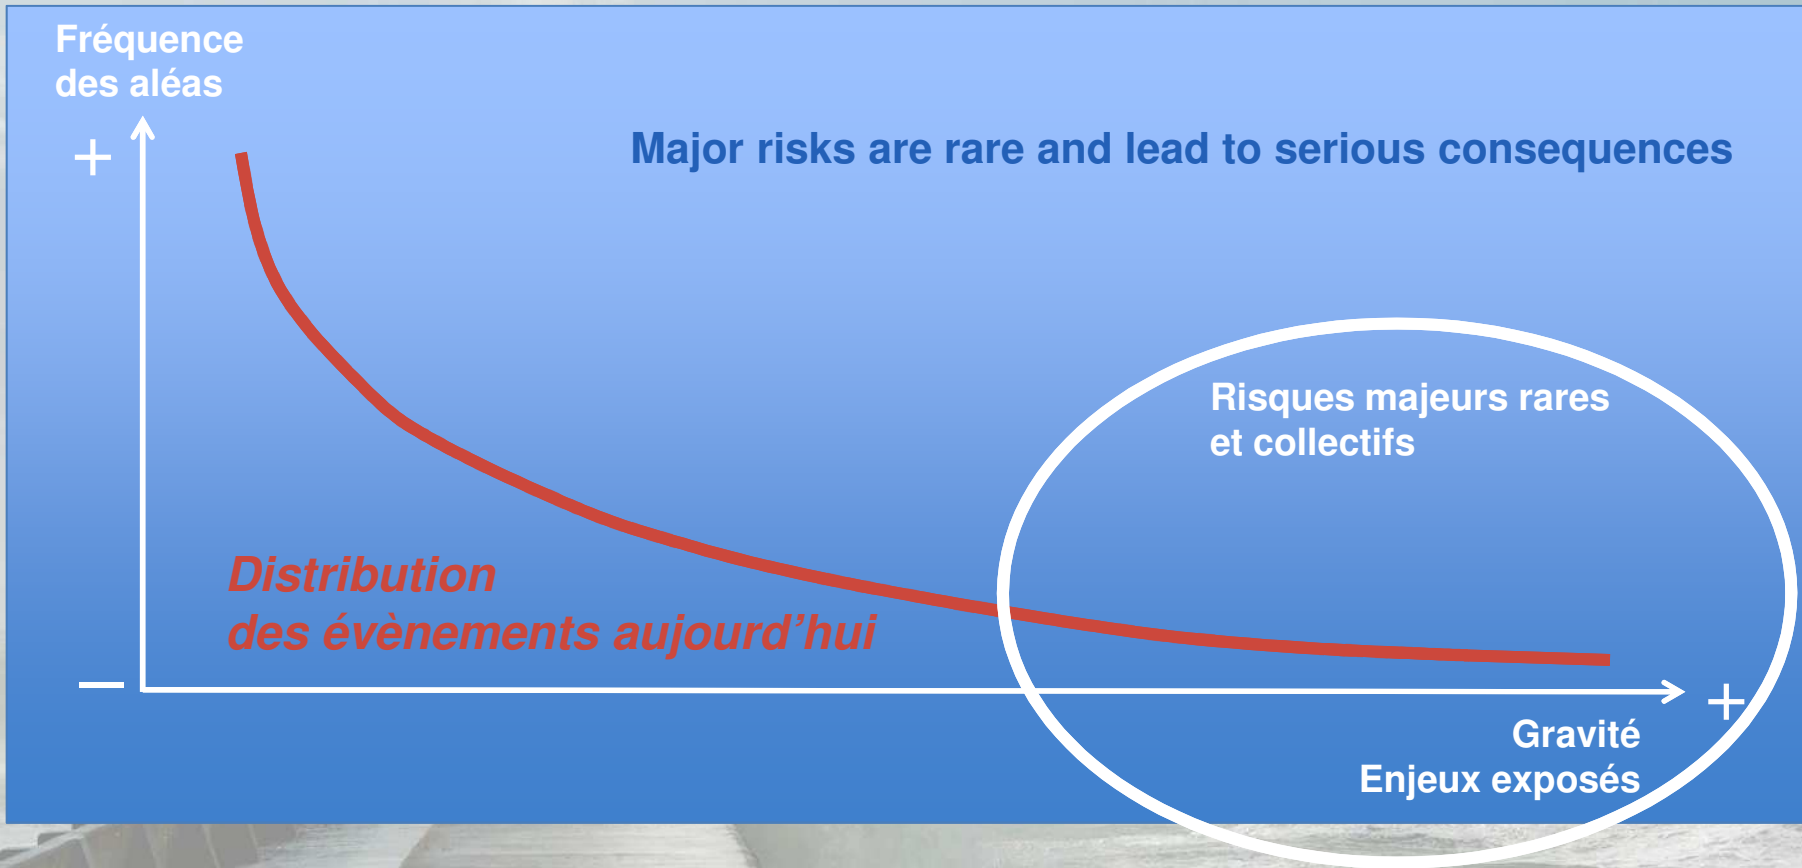 Fréquence
des aléas
+
Major risks are rare and lead to serious consequences
Risques majeurs rares
et collectifs
Distribution
des évènements aujourd’hui
–
+
Gravité
Enjeux exposés